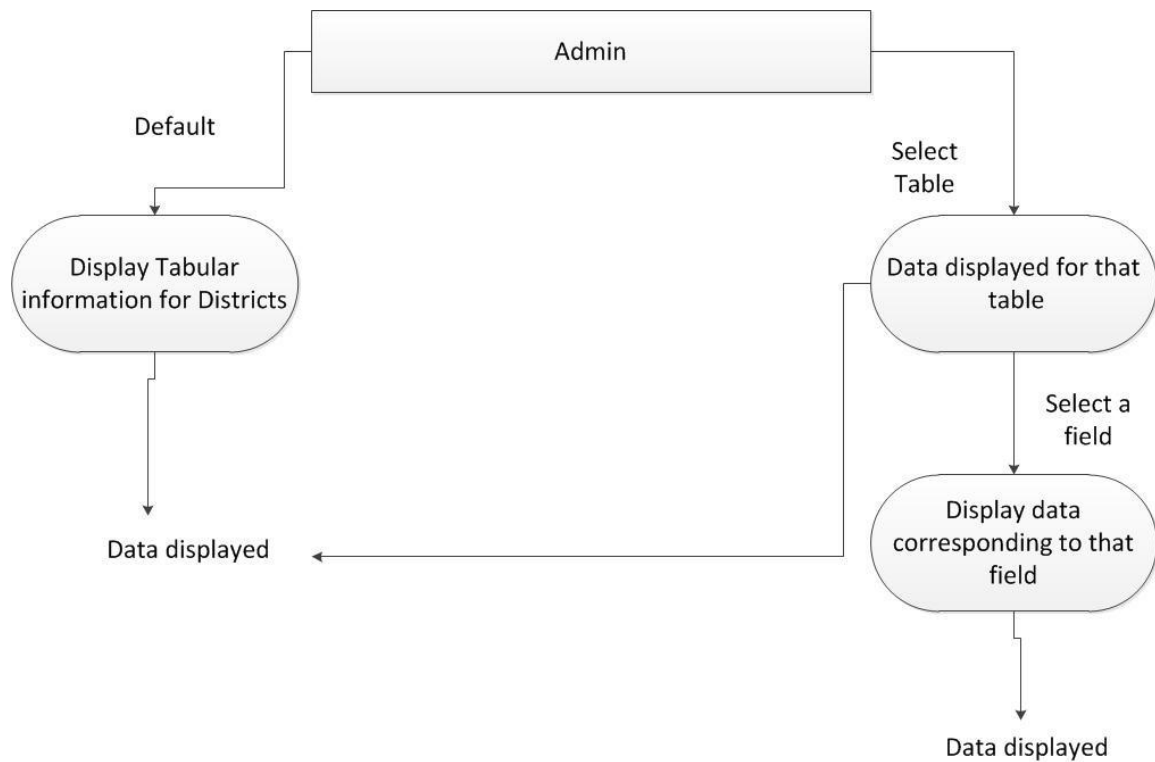 Admin
Default
Select
Table
Display Tabular
information for Districts
Data displayed for that
table
Select a
field
Display data
corresponding to that
field
Data displayed
Data displayed